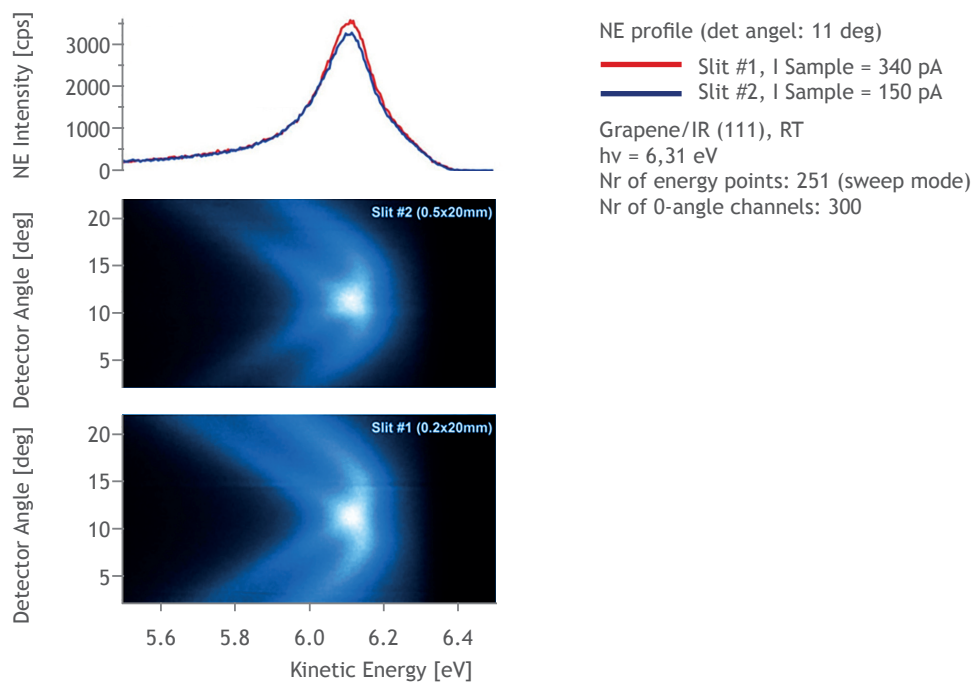 NE Intensity [cps]
3000
2000
1000
0
NE profile (det angel: 11 deg)
Slit #1, I Sample = 340 pA
Slit #2, I Sample = 150 pA
Grapene/IR (111), RT
hν = 6,31 eV
Nr of energy points: 251 (sweep mode)
Nr of 0-angle channels: 300
Detector Angle [deg]
20
15
10
5
Slit #2 (0.5x20mm)
Detector Angle [deg]
20
15
10
5
Slit #1 (0.2x20mm)
5.6 5.8 6.0 6.2 6.4
Kinetic Energy [eV]